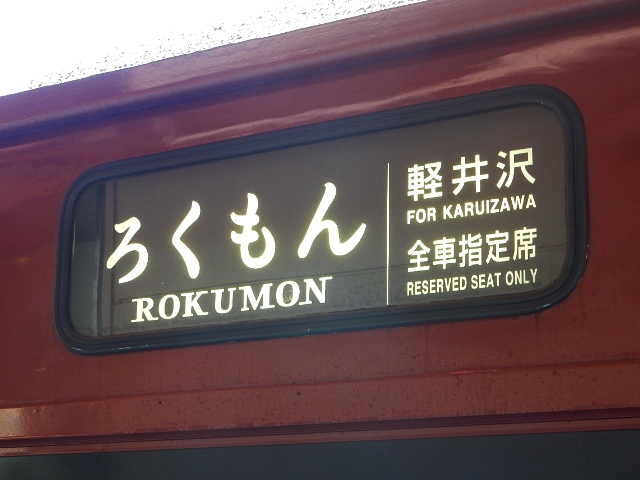 ろくもん
ROKUMON
軽井沢
FOR KARUIZAWA
全車指定席
RESERVED SEAT ONLY